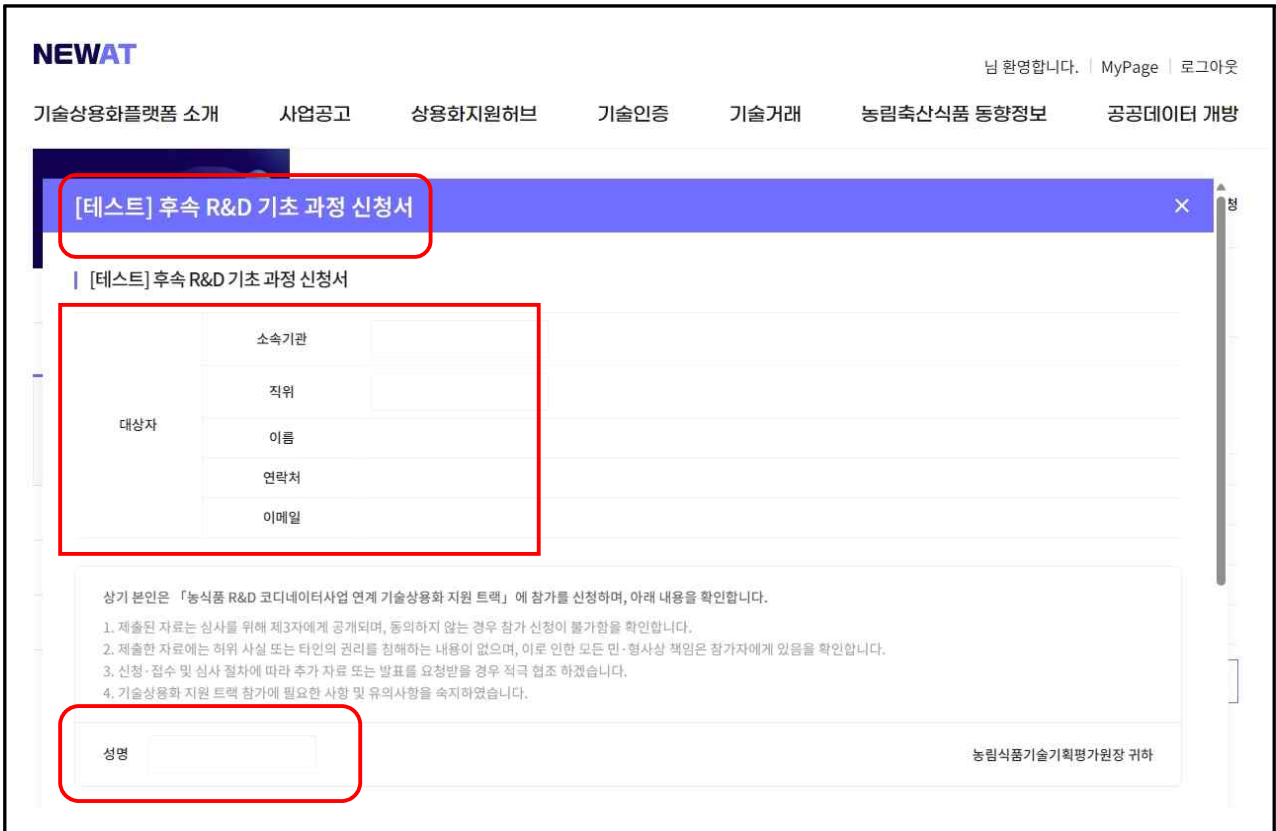 NEWAT
님 환영합니다. MyPage 로그아웃
기술상용화플랫폼 소개 사업공고 상용화지원허브 기술인증 기술거래 농림축산식품 동향정보 공공데이터 개방
[테스트] 후속 R&D 기초 과정 신청서 ×
청
[테스트] 후속 R&D 기초 과정 신청서
소속기관
직위
대상자
이름
연락처
이메일
상기 본인은 「농식품 R&D 코디네이터사업 연계 기술상용화 지원 트랙」에 참가를 신청하며, 아래 내용을 확인합니다.
1. 제출된 자료는 심사를 위해 제3자에게 공개되며, 동의하지 않는 경우 참가 신청이 불가함을 확인합니다.
2. 제출한 자료에는 허위 사실 또는 타인의 권리를 침해하는 내용이 없으며, 이로 인한 모든 민·형사상 책임은 참가자에게 있음을 확인합니다.
3. 신청·접수 및 심사 절차에 따라 추가 자료 또는 발표를 요청받을 경우 적극 협조 하겠습니다.
4. 기술상용화 지원 트랙 참가에 필요한 사항 및 유의사항을 숙지하였습니다.
성명 농림식품기술기획평가원장 귀하